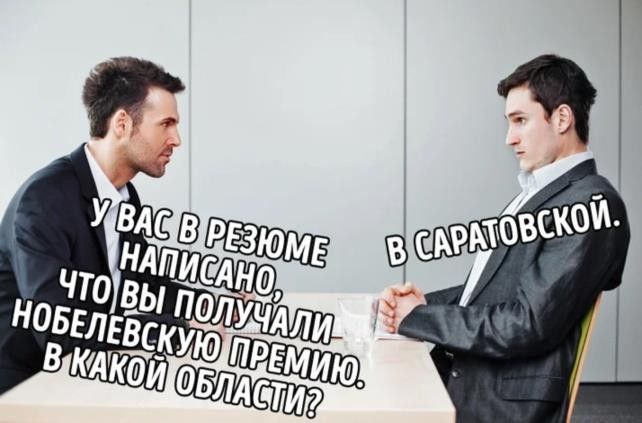 У ВАС В РЕЗЮМЕ
НАПИСАНО,
ЧТО ВЫ ПОЛУЧАЛИ
НОБЕЛЕВСКУЮ ПРЕМИЮ.
В КАКОЙ ОБЛАСТИ?
В САРАТОВСКОЙ.